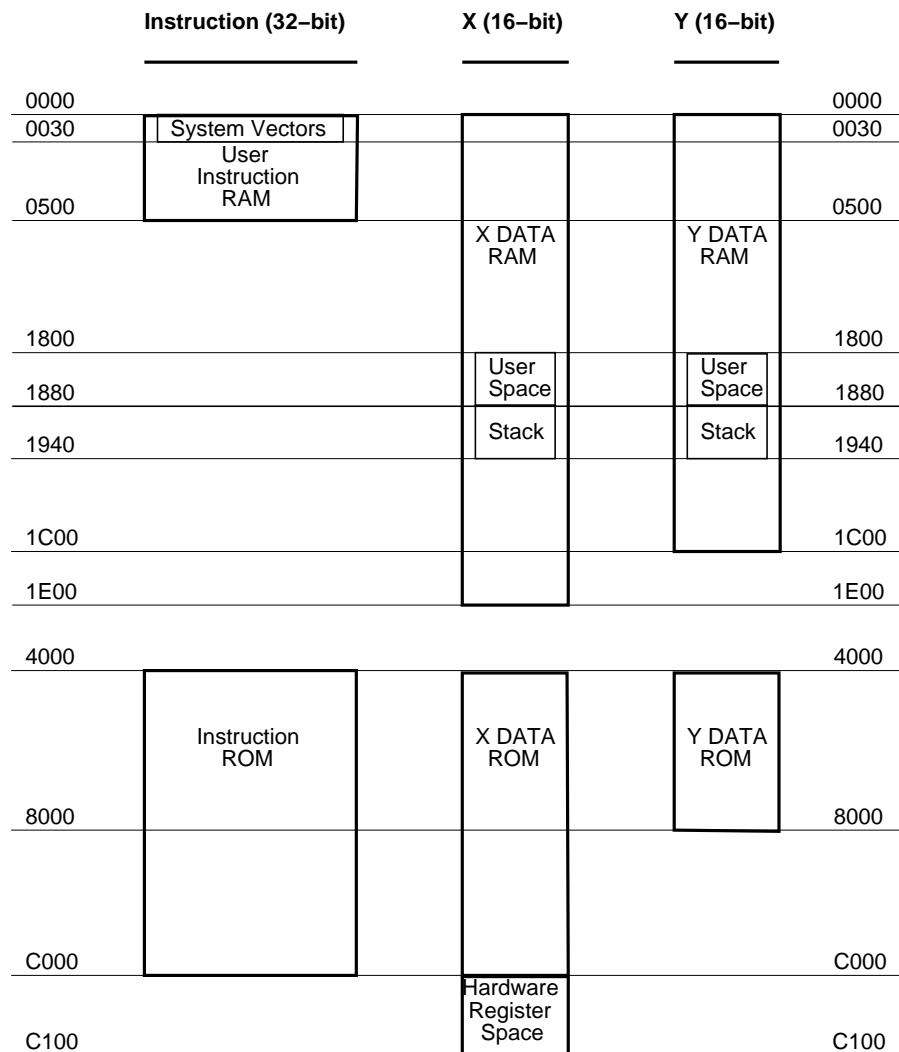 Instruction (32−bit) X (16−bit) Y (16−bit)
0000 0000
System Vectors
0030 0030
User
Instruction
RAM
0500 0500
X DATA Y DATA
RAM RAM
1800 1800
User User
Space Space
1880 1880
Stack Stack
1940 1940
1C00 1C00
1E00 1E00
4000 4000
Instruction X DATA Y DATA
ROM ROM ROM
8000 8000
C000 C000
Hardware
Register
Space
C100 C100